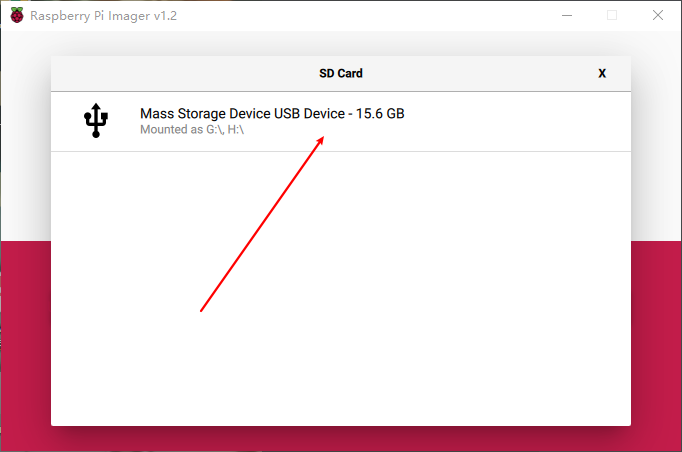 Raspberry Pi Imager v1.2
SD Card
X
Mass Storage Device USB Device - 15.6 GB
Mounted as G:\, H:\